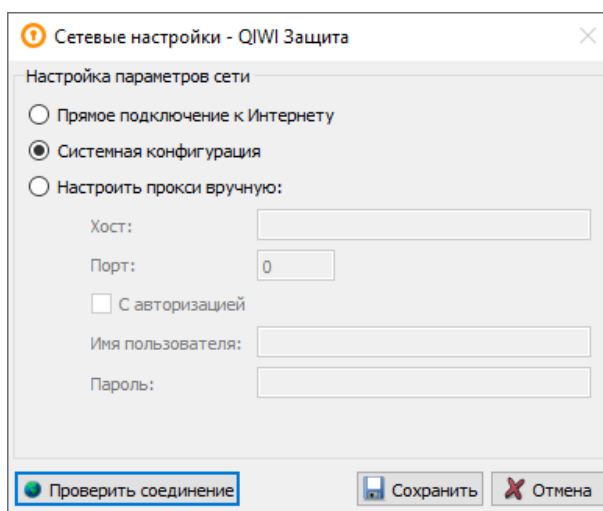 Сетевые настройки - QIWI Защита
Настройка параметров сети
Прямое подключение к Интернету
Системная конфигурация
Настроить прокси вручную:
Хост:
Порт: 0
С авторизацией
Имя пользователя:
Пароль:
Проверить соединение Сохранить Отмена